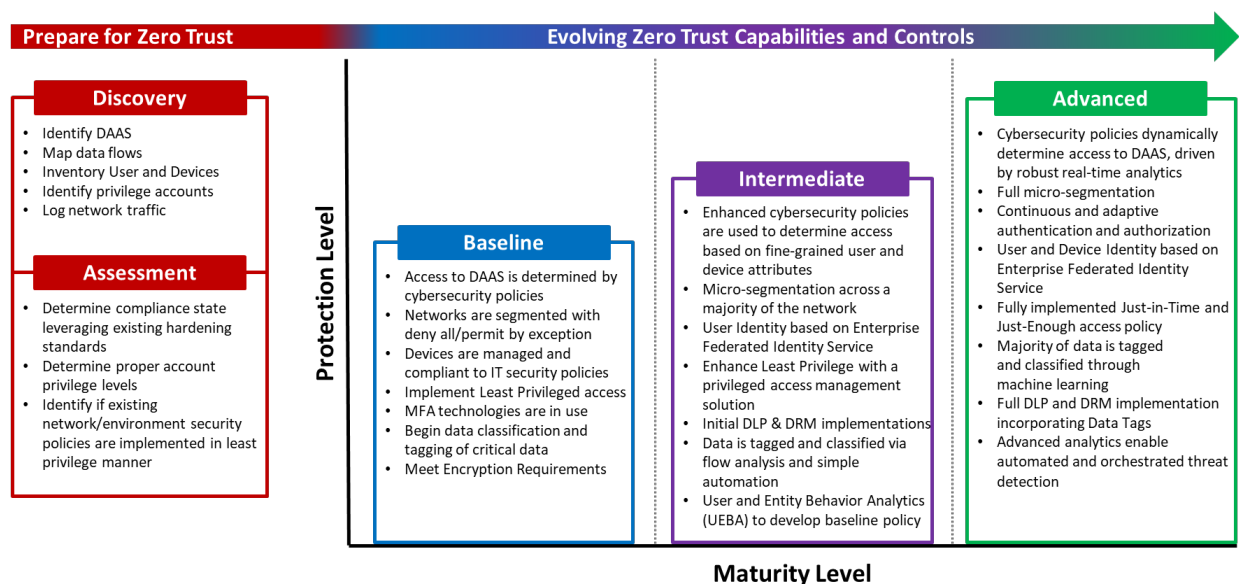 Prepare for Zero Trust
Evolving Zero Trust Capabilities and Controls
Discovery
• Identify DAAS
• Map data flows
• Inventory User and Devices
• Identify privilege accounts
• Log network traffic
Assessment
• Determine compliance state
leveraging existing hardening
standards
• Determine proper account
privilege levels
• Identify if existing
network/environment security
policies are implemented in least
privilege manner
Protection Level
Baseline
• Access to DAAS is determined by
cybersecurity policies
• Networks are segmented with
deny all/permit by exception
• Devices are managed and
compliant to IT security policies
• Implement Least Privileged access
• MFA technologies are in use
• Begin data classification and
tagging of critical data
• Meet Encryption Requirements
Intermediate
• Enhanced cybersecurity policies
are used to determine access
based on fine-grained user and
device attributes
• Micro-segmentation across a
majority of the network
• User Identity based on Enterprise
Federated Identity Service
• Enhance Least Privilege with a
privileged access management
solution
• Initial DLP & DRM implementations
• Data is tagged and classified via
flow analysis and simple
automation
• User and Entity Behavior Analytics
(UEBA) to develop baseline policy
Advanced
• Cybersecurity policies dynamically
determine access to DAAS, driven
by robust real-time analytics
• Full micro-segmentation
• Continuous and adaptive
authentication and authorization
• User and Device Identity based on
Enterprise Federated Identity
Service
• Fully implemented Just-in-Time and
Just-Enough access policy
• Majority of data is tagged
and classified through
machine learning
• Full DLP and DRM implementation
incorporating Data Tags
• Advanced analytics enable
automated and orchestrated threat
detection
Maturity Level